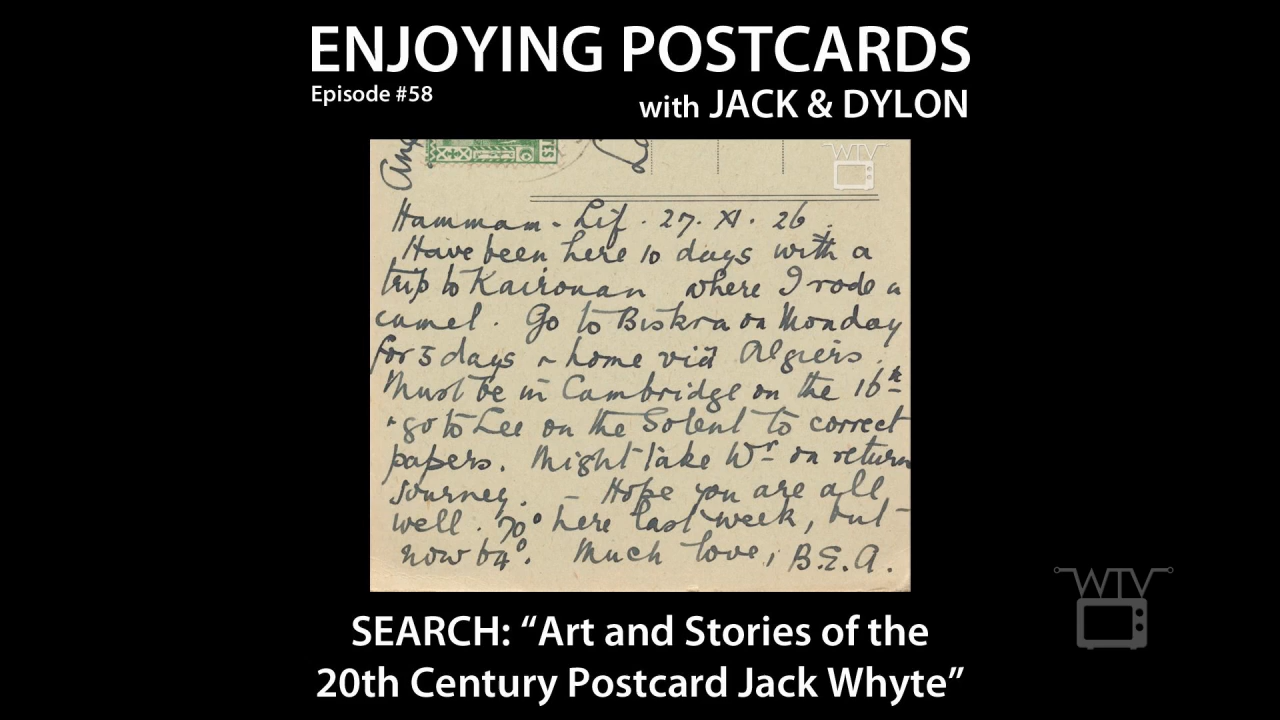 ENJOYING POSTCARDS
Episode #58
with JACK & DYLON
WTV
Hammam-Lif. 27. XI. 26.
Have been here 10 days with a
trip to Kairouan where I rode a
camel. Go to Biskra on Monday
for 5 days & home via Algiers.
Must be in Cambridge on the 16th
& go to Lee on the Solent to correct
papers. Might take Wr on return
journey. - Hope you are all
well. 70° here last week, but
now 64°. Much love, B.E.A.
WTV
SEARCH: “Art and Stories of the
20th Century Postcard Jack Whyte”